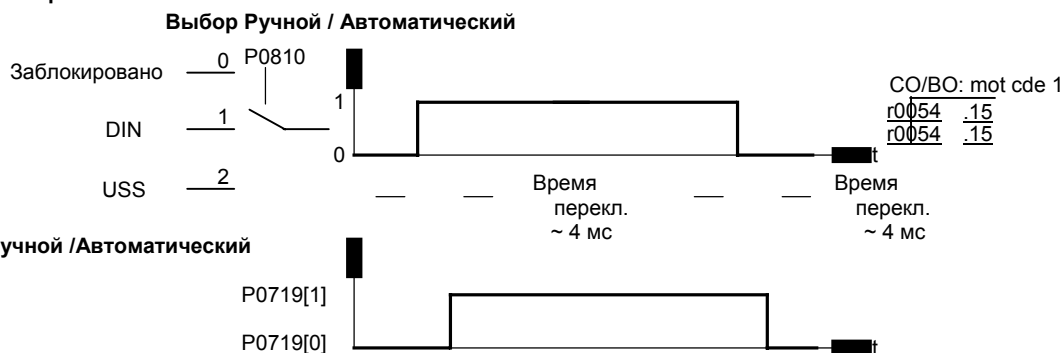 Выбор Ручной / Автоматический
Заблокировано 0 P0810
CO/BO: mot cde 1
1
r0054 .15
DIN 1
r0054 .15
0 t
USS 2
Время перекл. ~ 4 мс
Время перекл. ~ 4 мс
учной /Автоматический
P0719[1]
P0719[0]
t